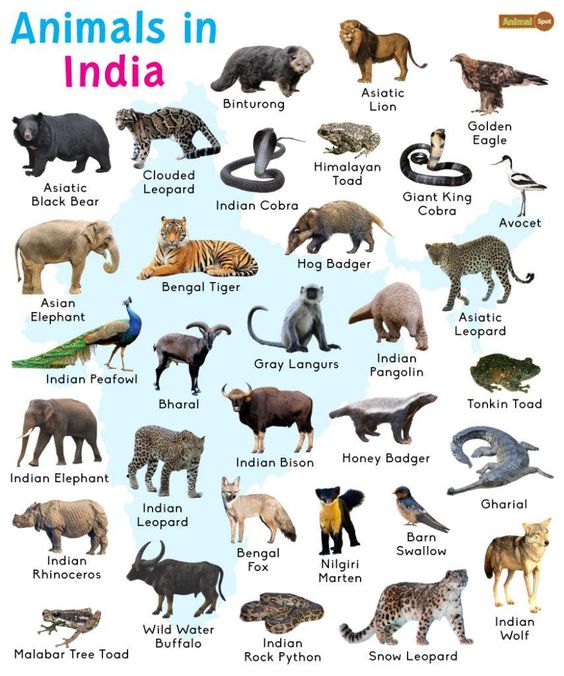 Animals in
India
Animal Spot
Binturong
Asiatic
Lion
Golden
Eagle
Asiatic
Black Bear
Clouded
Leopard
Indian Cobra
Himalayan
Toad
Giant King
Cobra
Avocet
Asian
Elephant
Bengal Tiger
Hog Badger
Asiatic
Leopard
Indian Peafowl
Bharal
Gray Langurs
Indian
Pangolin
Tonkin Toad
Indian Elephant
Indian
Leopard
Indian Bison
Honey Badger
Gharial
Indian
Rhinoceros
Bengal
Fox
Nilgiri
Marten
Barn
Swallow
Indian
Wolf
Malabar Tree Toad
Wild Water
Buffalo
Indian
Rock Python
Snow Leopard